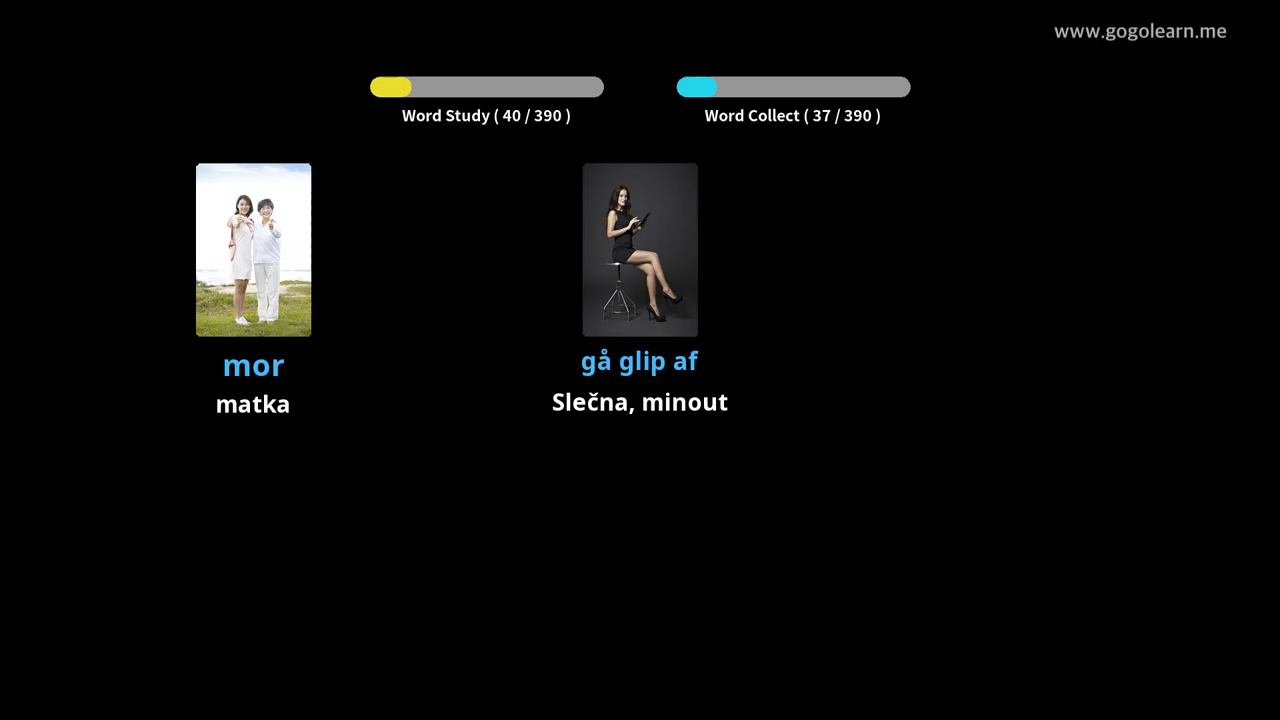 www.gogolearn.me
Word Study ( 40 / 390 )
Word Collect ( 37 / 390 )
mor
matka
gå glip af
Slečna, minout